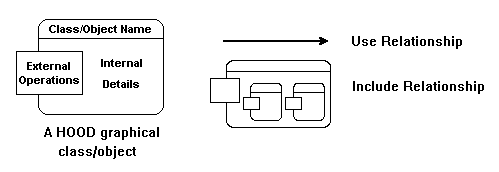 Class/Object Name
External
Operations
Internal
Details
A HOOD graphical
class/object
Use Relationship
Include Relationship